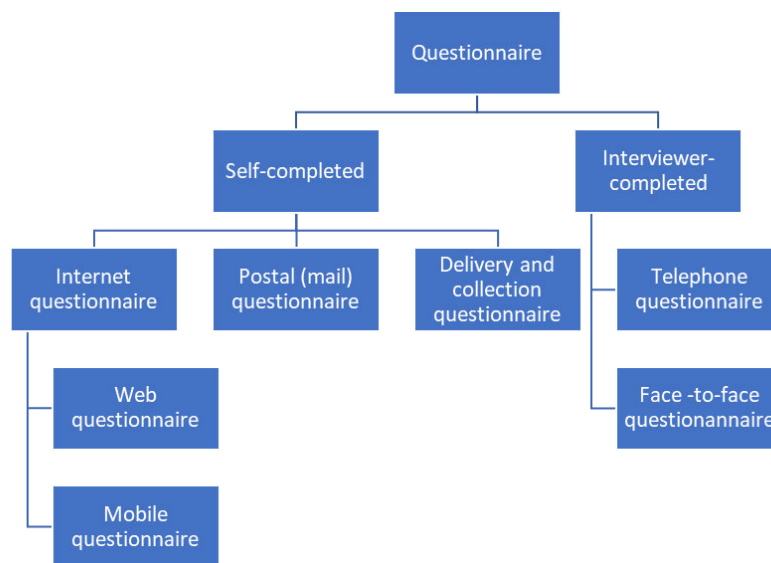 Questionnaire
Self-completed
Interviewer-
completed
Internet
questionnaire
Postal (mail)
questionnaire
Delivery and
collection
questionnaire
Telephone
questionnaire
Web
questionnaire
Face -to-face
questionannaire
Mobile
questionnaire